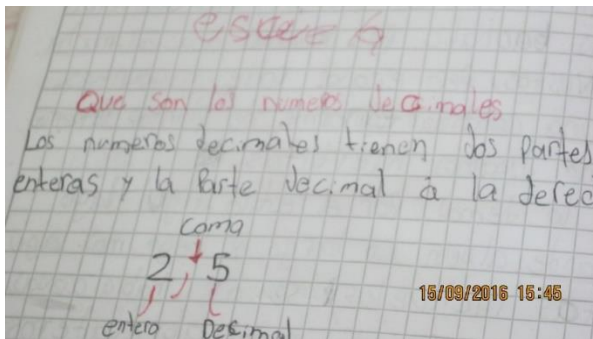 Que son los numeros decimales
Los numeros decimales tienen dos partes
enteras y la parte decimal a la derec
coma
2,5
15/09/2016 15:45
entero Decimal